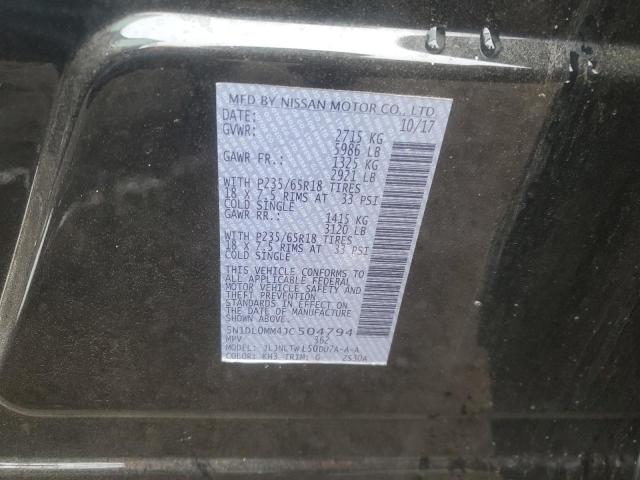 MFD BY NISSAN MOTOR CO., LTD.
DATE: 10/17
GVWR: 2715 KG
5986 LB
GAWR FR.: 1325 KG
2921 LB
WITH P235/65R18 TIRES
18 X 7.5 RIMS AT 33 PSI
COLD SINGLE
GAWR RR.: 1415 KG
3120 LB
WITH P235/65R18 TIRES
18 X 7.5 RIMS AT 33 PSI
COLD SINGLE
THIS VEHICLE CONFORMS TO
ALL APPLICABLE FEDERAL
MOTOR VEHICLE SAFETY AND
THEFT PREVENTION
STANDARDS IN EFFECT ON
THE DATE OF MANUFACTURE
SHOWN ABOVE.
5N1DL0MM4JC504794
MPV 362
MODEL: JLJNLTWL50DU7A-A-A
COLOR: KH3 TRIM: G ZS30A